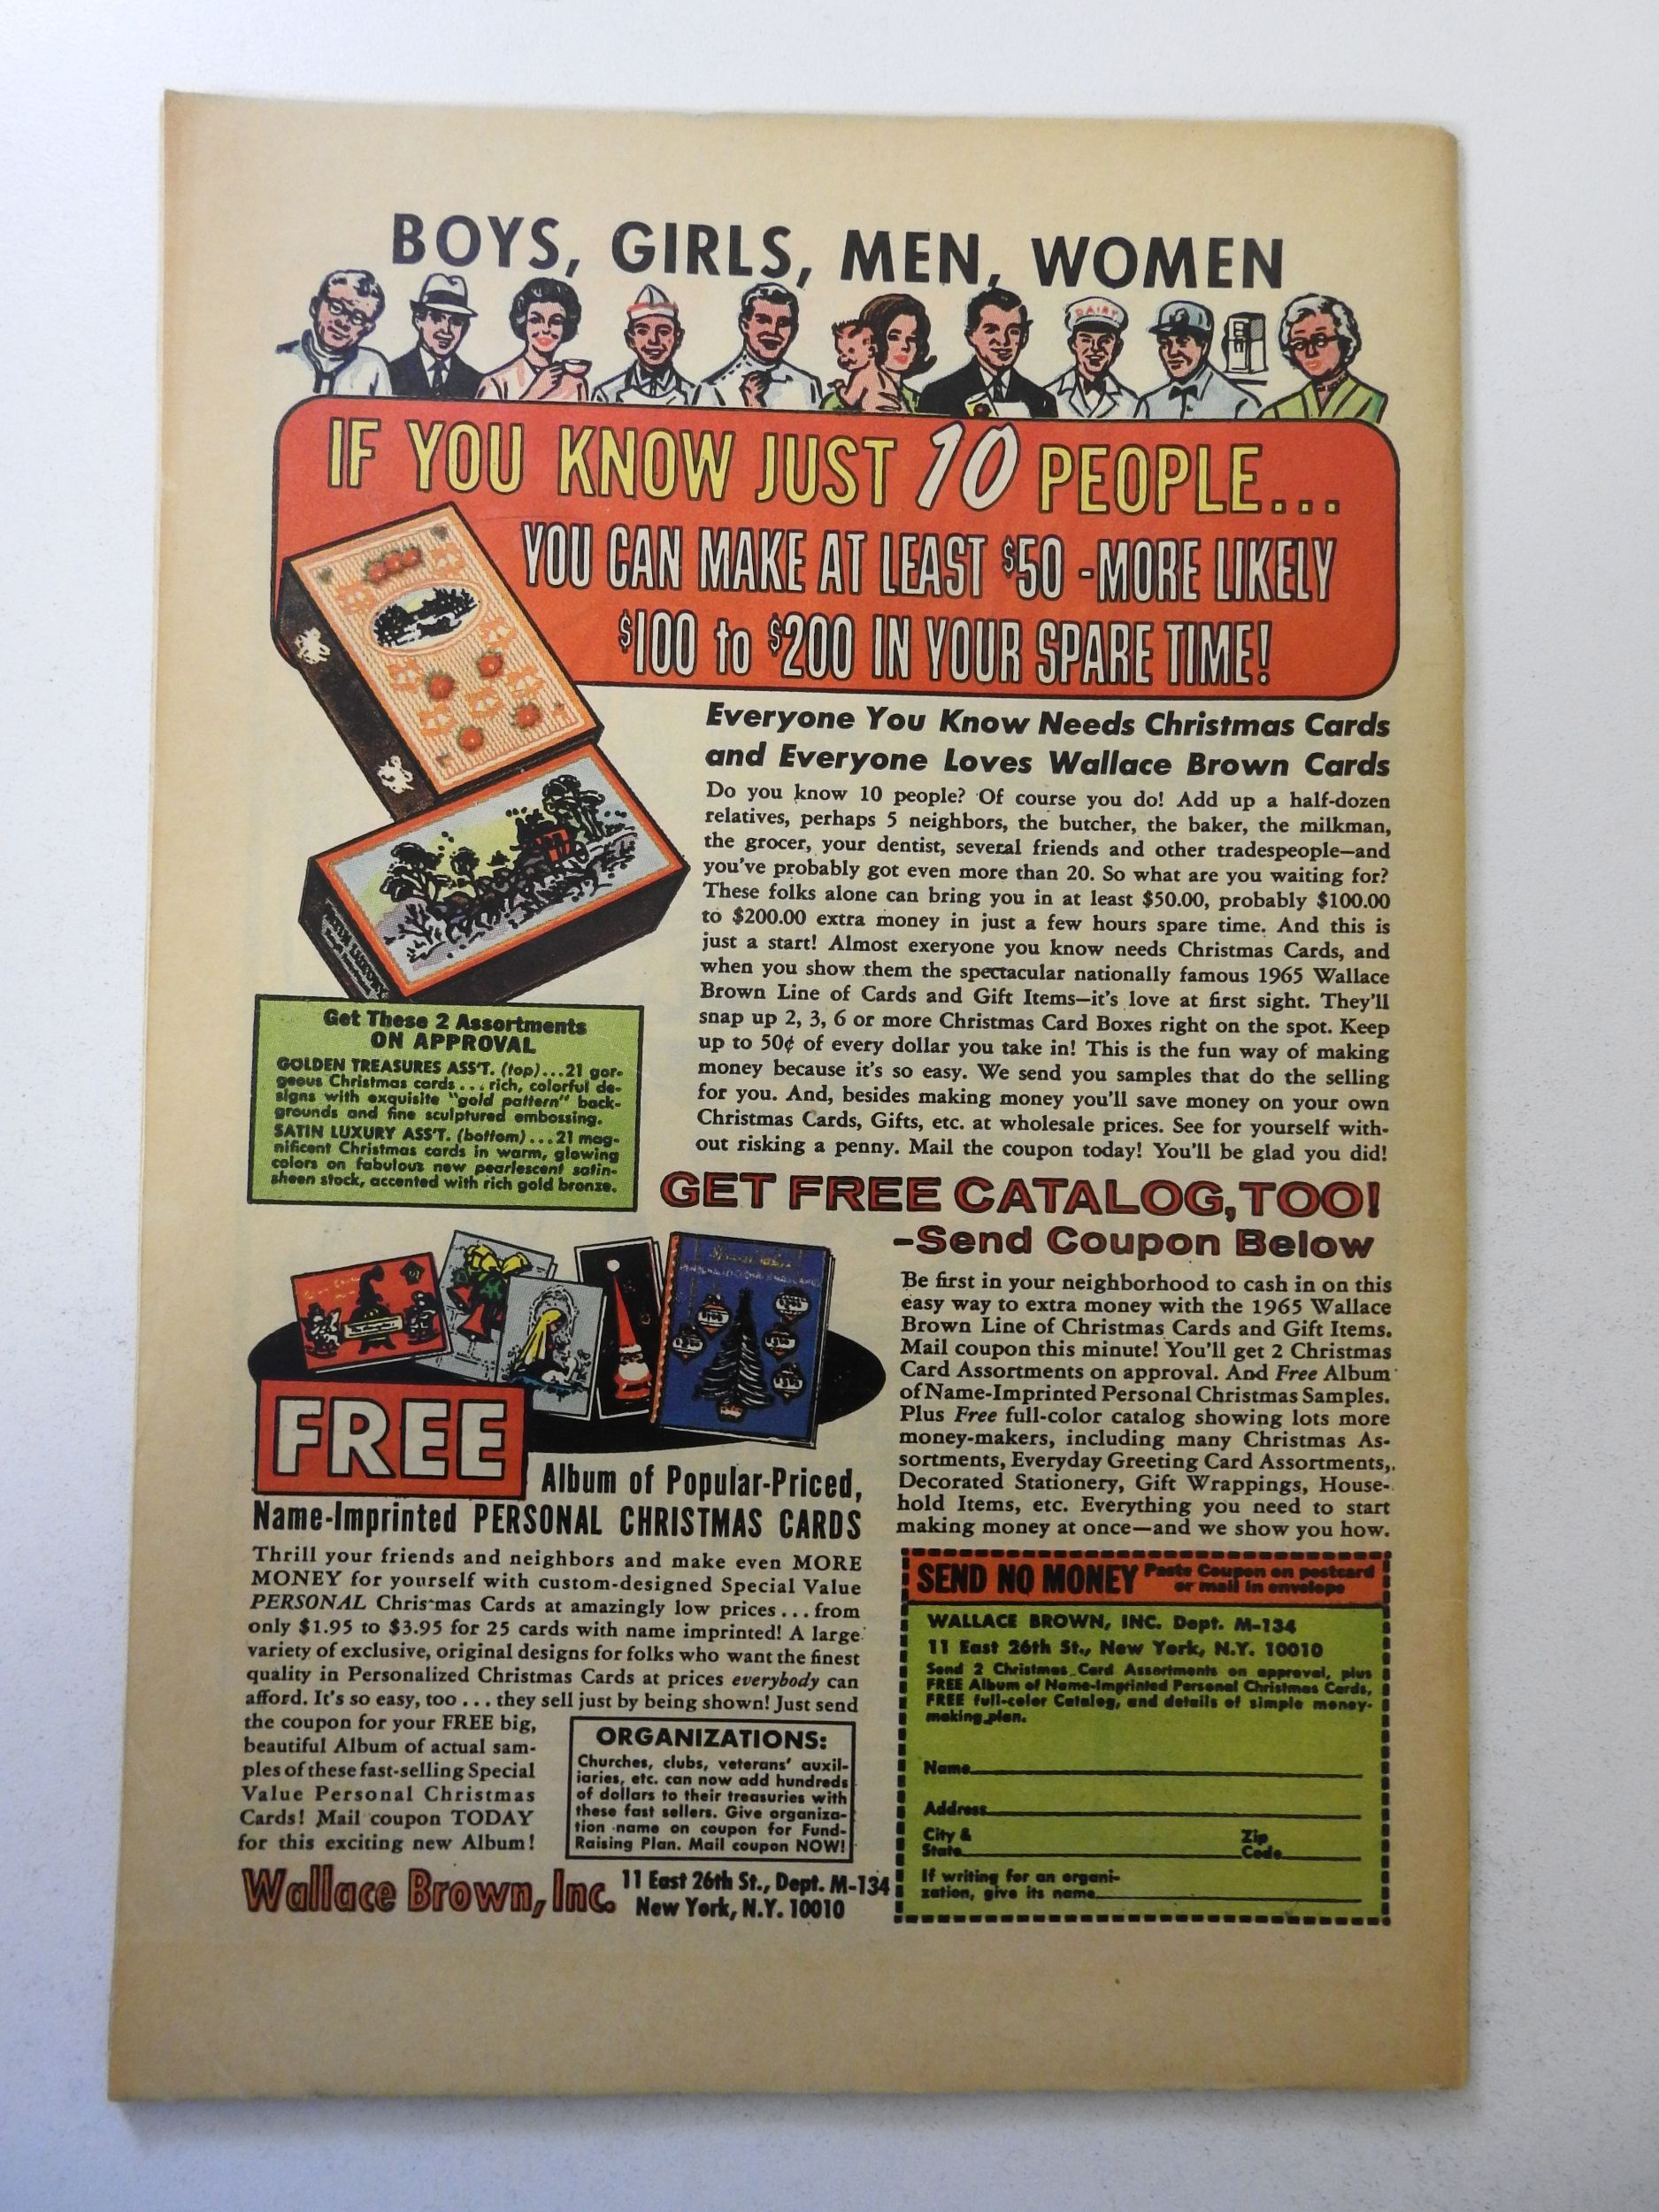 BOYS, GIRLS, MEN, WOMEN
DAIRY
IF YOU KNOW JUST 10 PEOPLE...
YOU CAN MAKE AT LEAST $50 -MORE LIKELY
$100 to $200 IN YOUR SPARE TIME!
Everyone You Know Needs Christmas Cards
and Everyone Loves Wallace Brown Cards
Do you know 10 people? Of course you do! Add up a half-dozen
relatives, perhaps 5 neighbors, the butcher, the baker, the milkman,
the grocer, your dentist, several friends and other tradespeople—and
you've probably got even more than 20. So what are you waiting for?
These folks alone can bring you in at least $50.00, probably $100.00
to $200.00 extra money in just a few hours spare time. And this is
just a start! Almost exeryone you know needs Christmas Cards, and
when you show them the spectacular nationally famous 1965 Wallace
Brown Line of Cards and Gift Items—it's love at first sight. They'll
snap up 2, 3, 6 or more Christmas Card Boxes right on the spot. Keep
up to 50¢ of every dollar you take in! This is the fun way of making
money because it's so easy. We send you samples that do the selling
for you. And, besides making money you'll save money on your own
Christmas Cards, Gifts, etc. at wholesale prices. See for yourself with-
out risking a penny. Mail the coupon today! You'll be glad you did!
Get These 2 Assortments
ON APPROVAL
GOLDEN TREASURES ASS'T. (top)...21 gor-
geous Christmas cards...rich, colorful de-
signs with exquisite "gold pattern" back-
grounds and fine sculptured embossing.
SATIN LUXURY ASS'T. (bottom)...21 mag-
nificent Christmas cards in warm, glowing
colors on fabulous new pearlescent satin-
sheen stock, accented with rich gold bronze.
GET FREE CATALOG, TOO!
-Send Coupon Below
Be first in your neighborhood to cash in on this
easy way to extra money with the 1965 Wallace
Brown Line of Christmas Cards and Gift Items.
Mail coupon this minute! You'll get 2 Christmas
Card Assortments on approval. And Free Album
of Name-Imprinted Personal Christmas Samples.
Plus Free full-color catalog showing lots more
money-makers, including many Christmas As-
sortments, Everyday Greeting Card Assortments,
Decorated Stationery, Gift Wrappings, House-
hold Items, etc. Everything you need to start
making money at once—and we show you how.
FREE
Album of Popular-Priced,
Name-Imprinted PERSONAL CHRISTMAS CARDS
Thrill your friends and neighbors and make even MORE
MONEY for yourself with custom-designed Special Value
PERSONAL Christmas Cards at amazingly low prices...from
only $1.95 to $3.95 for 25 cards with name imprinted! A large
variety of exclusive, original designs for folks who want the finest
quality in Personalized Christmas Cards at prices everybody can
afford. It's so easy, too...they sell just by being shown! Just send
the coupon for your FREE big,
beautiful Album of actual sam-
ples of these fast-selling Special
Value Personal Christmas
Cards! Mail coupon TODAY
for this exciting new Album!
ORGANIZATIONS:
Churches, clubs, veterans' auxil-
iaries, etc. can now add hundreds
of dollars to their treasuries with
these fast sellers. Give organiza-
tion name on coupon for Fund-
Raising Plan. Mail coupon NOW!
Wallace Brown, Inc.
11 East 26th St., Dept. M-134
New York, N.Y. 10010
SEND NO MONEY
Paste Coupon on postcard
or mail in envelope
WALLACE BROWN, INC. Dept. M-134
11 East 26th St., New York, N.Y. 10010
Send 2 Christmas Card Assortments on approval, plus
FREE Album of Name-Imprinted Personal Christmas Cards,
FREE full-color Catalog, and details of simple money-
making plan.
Name
Address
City & State Zip Code
If writing for an organi-
zation, give its name